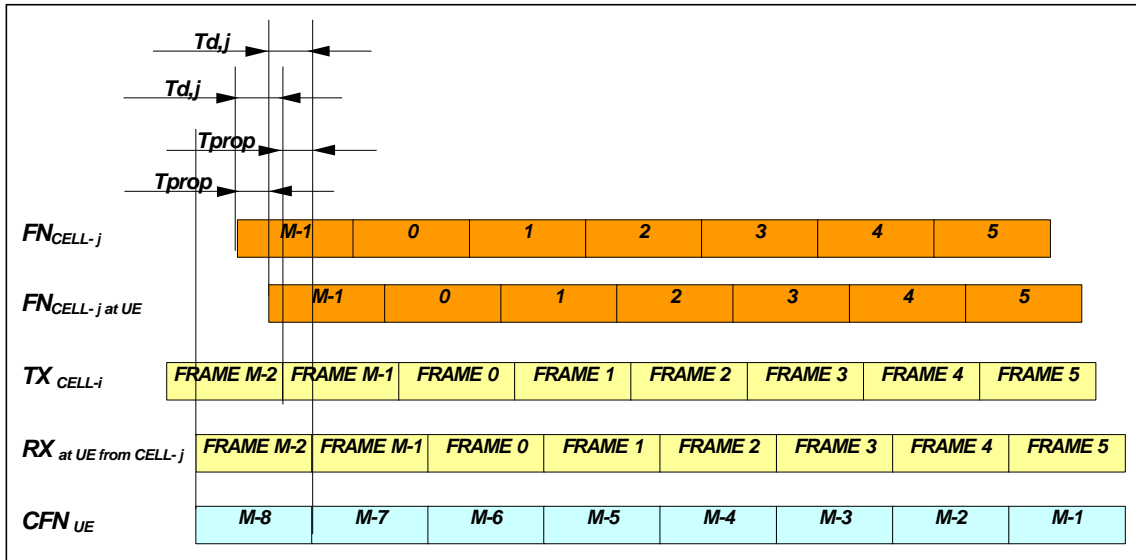 Td,j
Td,j
Tprop
Tprop
FNCELL- j M-1 0 1 2 3 4 5
FNCELL- j at UE M-1 0 1 2 3 4 5
TX CELL-i FRAME M-2 FRAME M-1 FRAME 0 FRAME 1 FRAME 2 FRAME 3 FRAME 4 FRAME 5
RX at UE from CELL- j FRAME M-2 FRAME M-1 FRAME 0 FRAME 1 FRAME 2 FRAME 3 FRAME 4 FRAME 5
CFN UE M-8 M-7 M-6 M-5 M-4 M-3 M-2 M-1